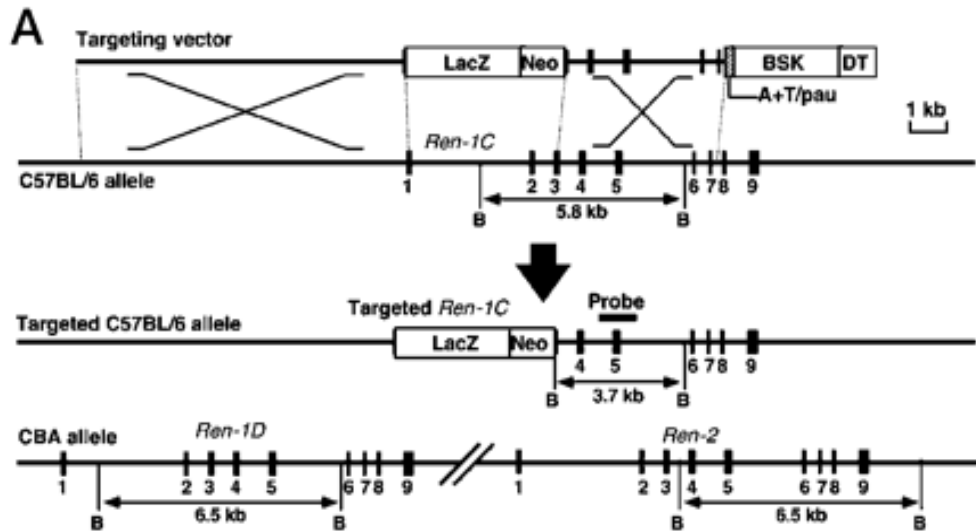 A
Targeting vector
LacZ Neo BSK DT
A+T/pau
1 kb
Ren-1C
C57BL/6 allele
1 2 3 4 5 6 7 8 9
5.8 kb
B B
Targeted Ren-1C
Probe
Targeted C57BL/6 allele
LacZ Neo
4 5 6 7 8 9
3.7 kb
B B
CBA allele
Ren-1D Ren-2
1 2 3 4 5 6 7 8 9 1 2 3 4 5 6 7 8 9
6.5 kb 6.5 kb
B B B B